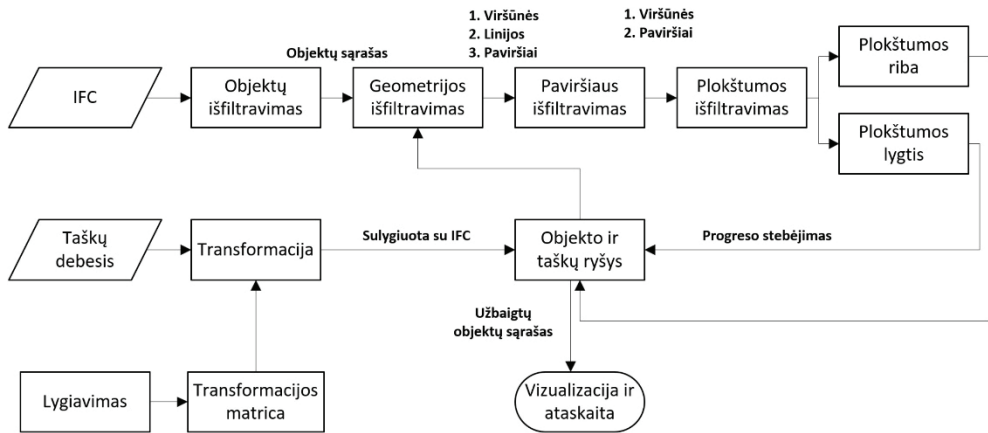 1. Viršūnės
2. Linijos
3. Paviršiai
1. Viršūnės
2. Paviršiai
Objektų sąrašas
IFC
Objektų
išfiltravimas
Geometrijos
išfiltravimas
Paviršiaus
išfiltravimas
Plokštumos
išfiltravimas
Plokštumos
riba
Plokštumos
lygtis
Taškų
debesis
Transformacija
Sulygiuota su IFC
Objekto ir
taškų ryšys
Progreso stebėjimas
Užbaigtų
objektų sąrašas
Lygiavimas
Transformacijos
matrica
Vizualizacija ir
ataskaita